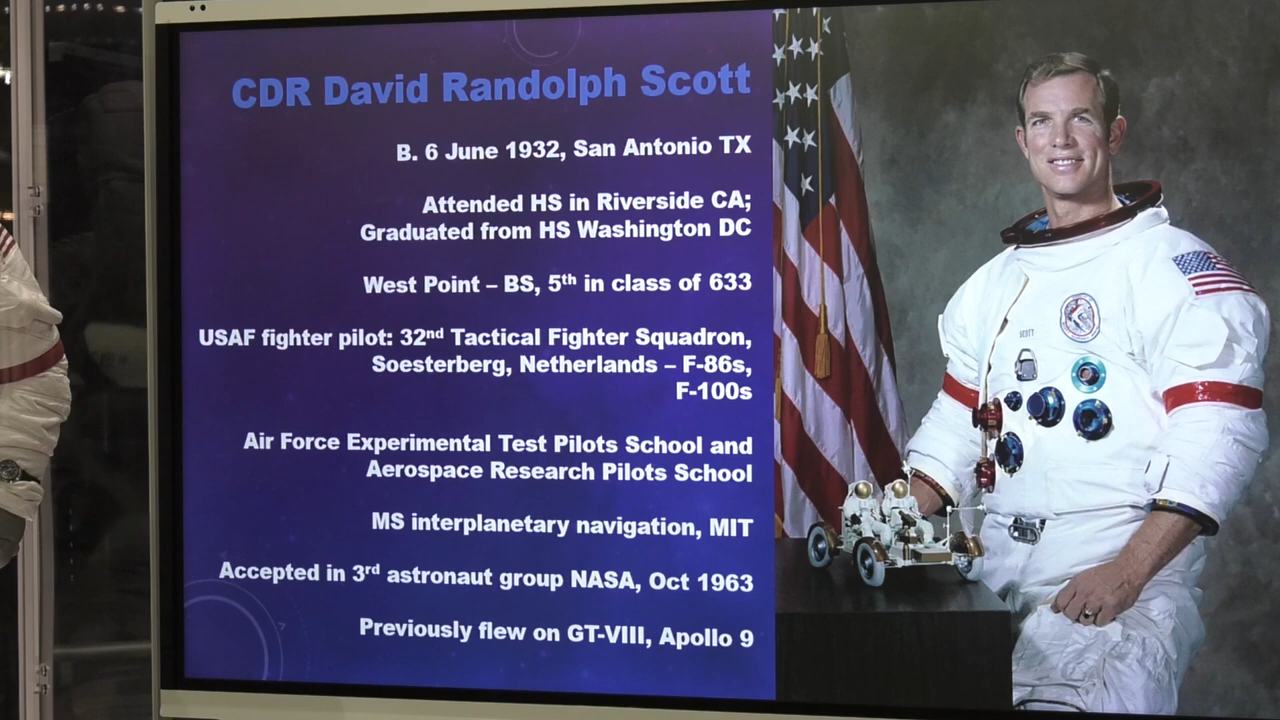 CDR David Randolph Scott
B. 6 June 1932, San Antonio TX
Attended HS in Riverside CA;
Graduated from HS Washington DC
West Point – BS, 5th in class of 633
USAF fighter pilot: 32nd Tactical Fighter Squadron,
Soesterberg, Netherlands – F-86s,
F-100s
Air Force Experimental Test Pilots School and
Aerospace Research Pilots School
MS interplanetary navigation, MIT
Accepted in 3rd astronaut group NASA, Oct 1963
Previously flew on GT-VIII, Apollo 9
SCOTT